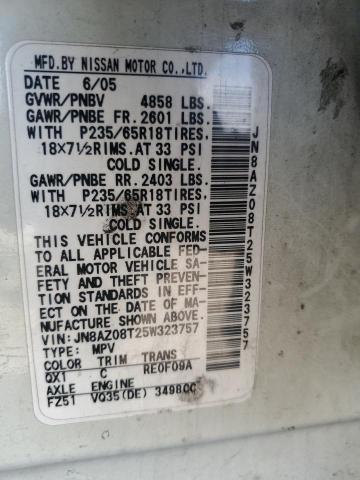 MFD.BY NISSAN MOTOR CO.,LTD.
DATE 6/05
GVWR/PNBV 4858 LBS.
GAWR/PNBE FR. 2601 LBS.
WITH P235/65R18TIRES,
18×7½RIMS.AT 33 PSI
COLD SINGLE.
GAWR/PNBE RR. 2403 LBS.
WITH P235/65R18TIRES,
18×7½RIMS.AT 33 PSI
COLD SINGLE.
THIS VEHICLE CONFORMS
TO ALL APPLICABLE FED-
ERAL MOTOR VEHICLE SA-
FETY AND THEFT PREVEN-
TION STANDARDS IN EFF-
ECT ON THE DATE OF MA-
NUFACTURE SHOWN ABOVE.
VIN:JN8AZ08T25W323757
TYPE: MPV
COLOR TRIM TRANS
QX1 C RE0F09A
AXLE ENGINE
FZ51 VQ35(DE) 3498CC
JN8AZ08T25W323757